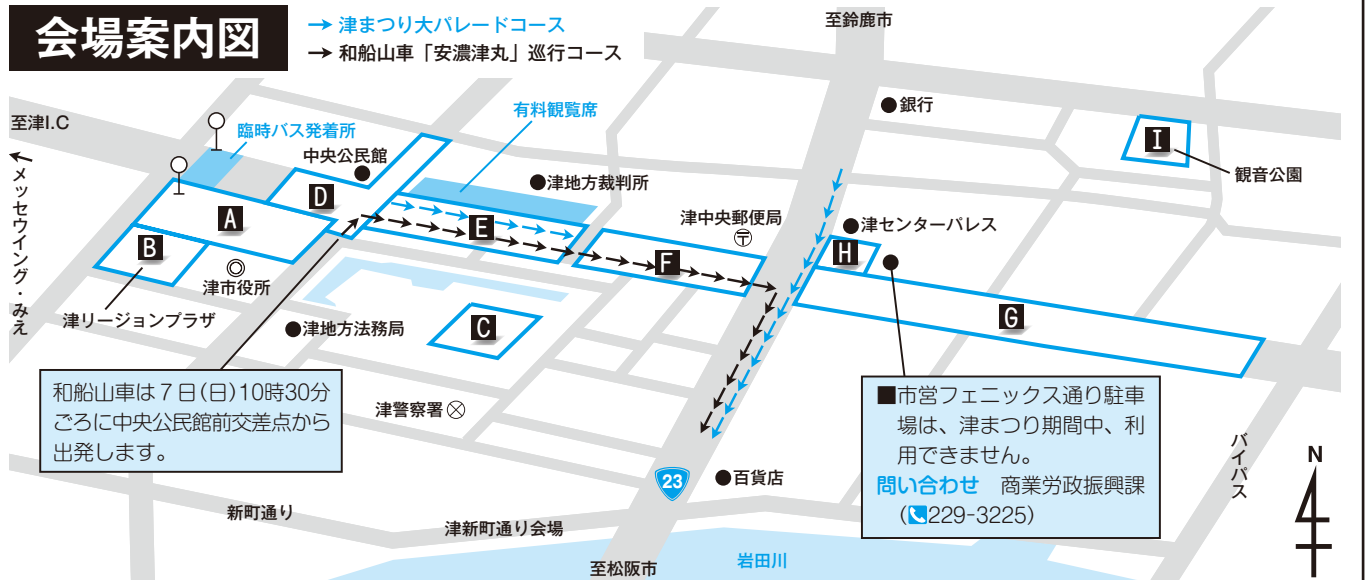 会場案内図
→ 津まつり大パレードコース
→ 和船山車「安濃津丸」巡行コース
至鈴鹿市
●銀行
至津I.C
臨時バス発着所
有料観覧席
中央公民館
I
観音公園
←メッセウイング・みえ
D
●津地方裁判所
A
E
津中央郵便局
〒
●津センターパレス
B
H
F
◎
津市役所
G
津リージョンプラザ
●津地方法務局
C
和船山車は7日(日)10時30分
ごろに中央公民館前交差点から
出発します。
津警察署
■市営フェニックス通り駐車
場は、津まつり期間中、利
用できません。
問い合わせ 商業労政振興課
(229-3225)
バイパス
N
23
●百貨店
新町通り
津新町通り会場
岩田川
至松阪市